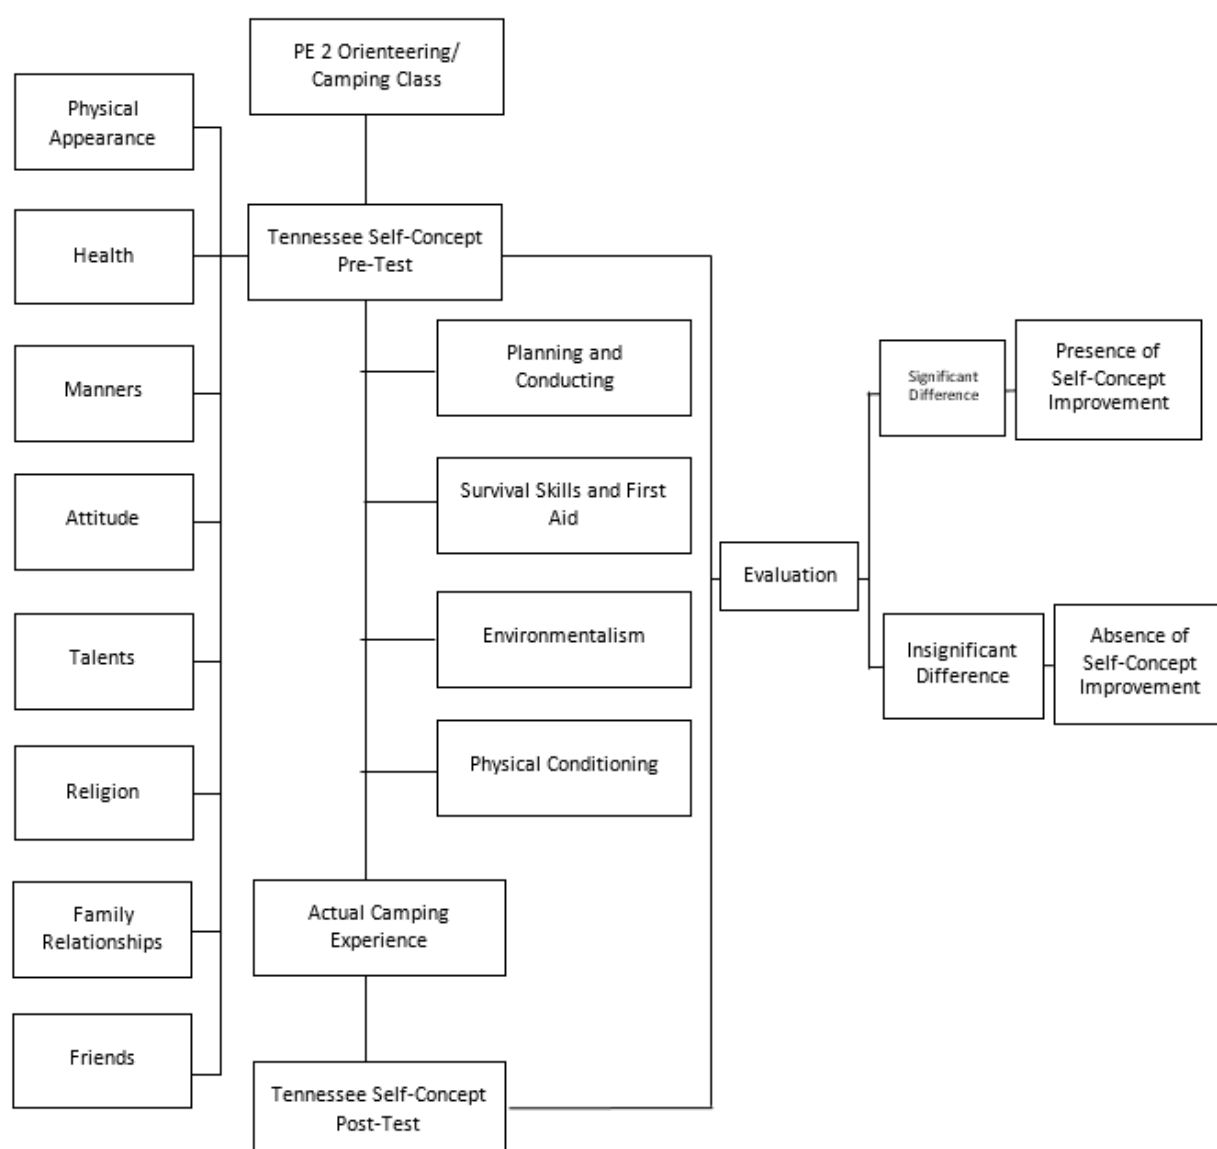 PE 2 Orienteering/
Camping Class
Physical
Appearance
Health
Tennessee Self-Concept
Pre-Test
Manners
Planning and
Conducting
Attitude
Survival Skills and First
Aid
Talents
Environmentalism
Religion
Physical Conditioning
Family
Relationships
Actual Camping
Experience
Friends
Tennessee Self-Concept
Post-Test
Evaluation
Significant
Difference
Presence of
Self-Concept
Improvement
Insignificant
Difference
Absence of
Self-Concept
Improvement